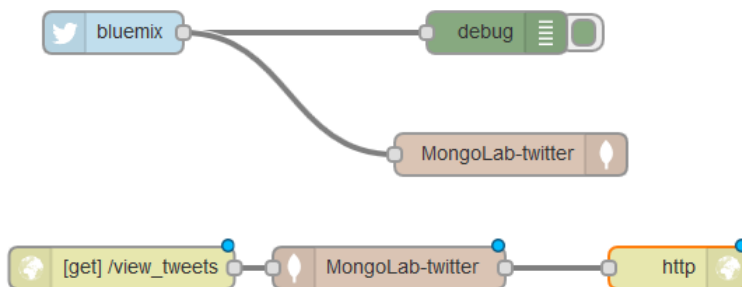 bluemix
debug
MongoLab-twitter
[get] /view_tweets
MongoLab-twitter
http